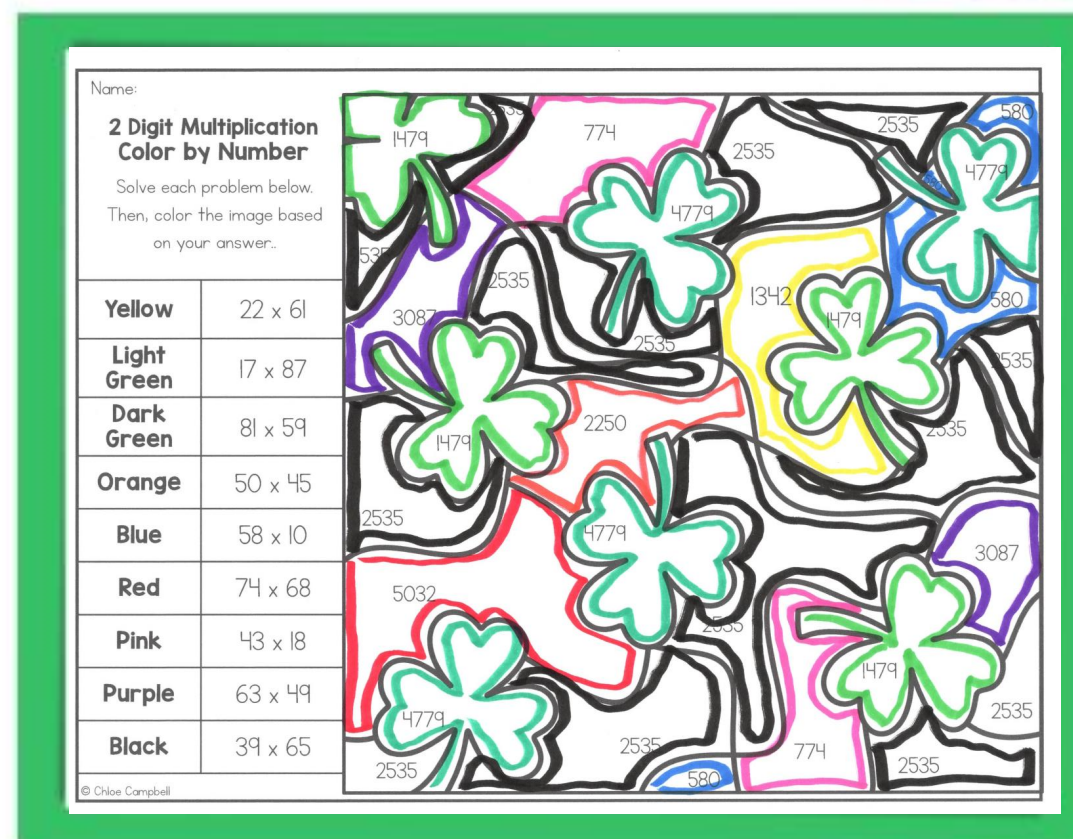 Name:
2 Digit Multiplication
Color by Number
Solve each problem below.
Then, color the image based
on your answer..
Yellow 22 x 61
Light Green 17 x 87
Dark Green 81 x 59
Orange 50 x 45
Blue 58 x 10
Red 74 x 68
Pink 43 x 18
Purple 63 x 49
Black 39 x 65
© Chloe Campbell
1479
774
2535
2535
580
4779
4779
2535
1342
580
3087
1479
2535
2535
2250
1479
2535
2535
4779
3087
5032
2535
1479
4779
2535
2535
774
2535
2535
580